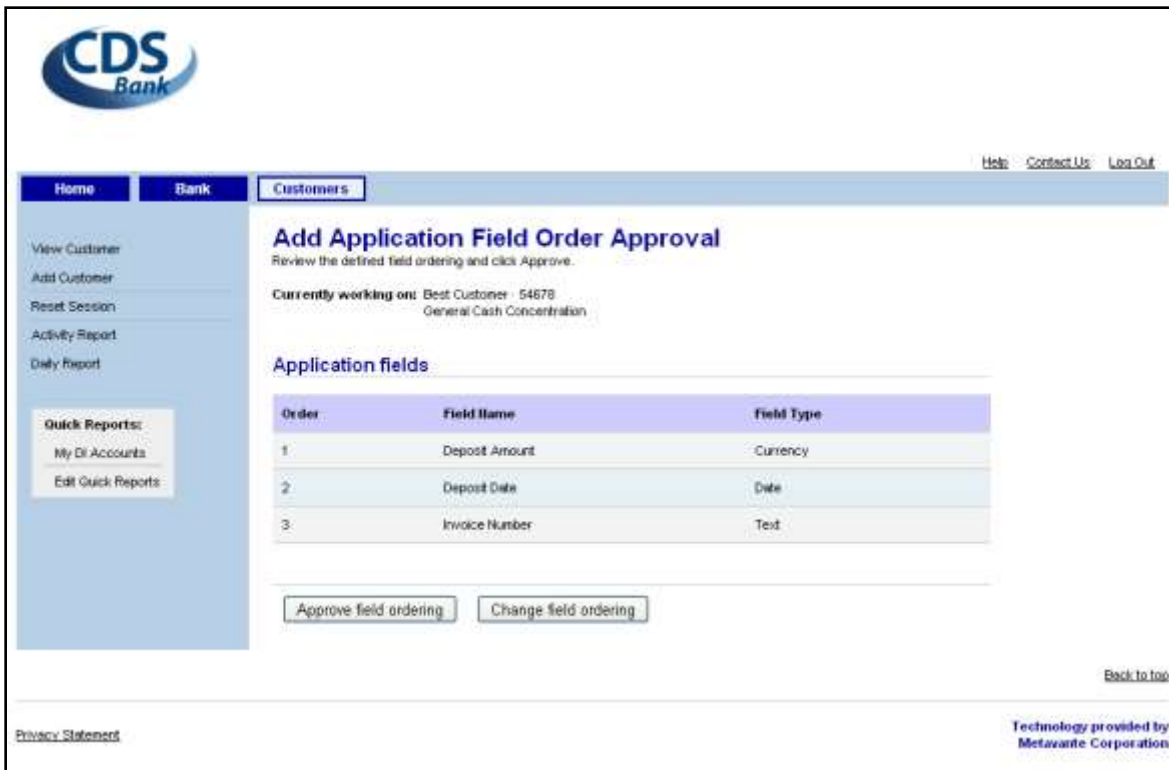 CDS
Bank
Help Contact Us Log Out
Home Bank Customers
View Customer
Add Customer
Reset Session
Activity Report
Daily Report
Quick Reports:
My DI Accounts
Edit Quick Reports
Add Application Field Order Approval
Review the defined field ordering and click Approve.
Currently working on: Best Customer - 54678
General Cash Concentration
Application fields
Order Field Name Field Type
1 Deposit Amount Currency
2 Deposit Date Date
3 Invoice Number Text
Approve field ordering Change field ordering
Back to top
Privacy Statement
Technology provided by
Metavante Corporation